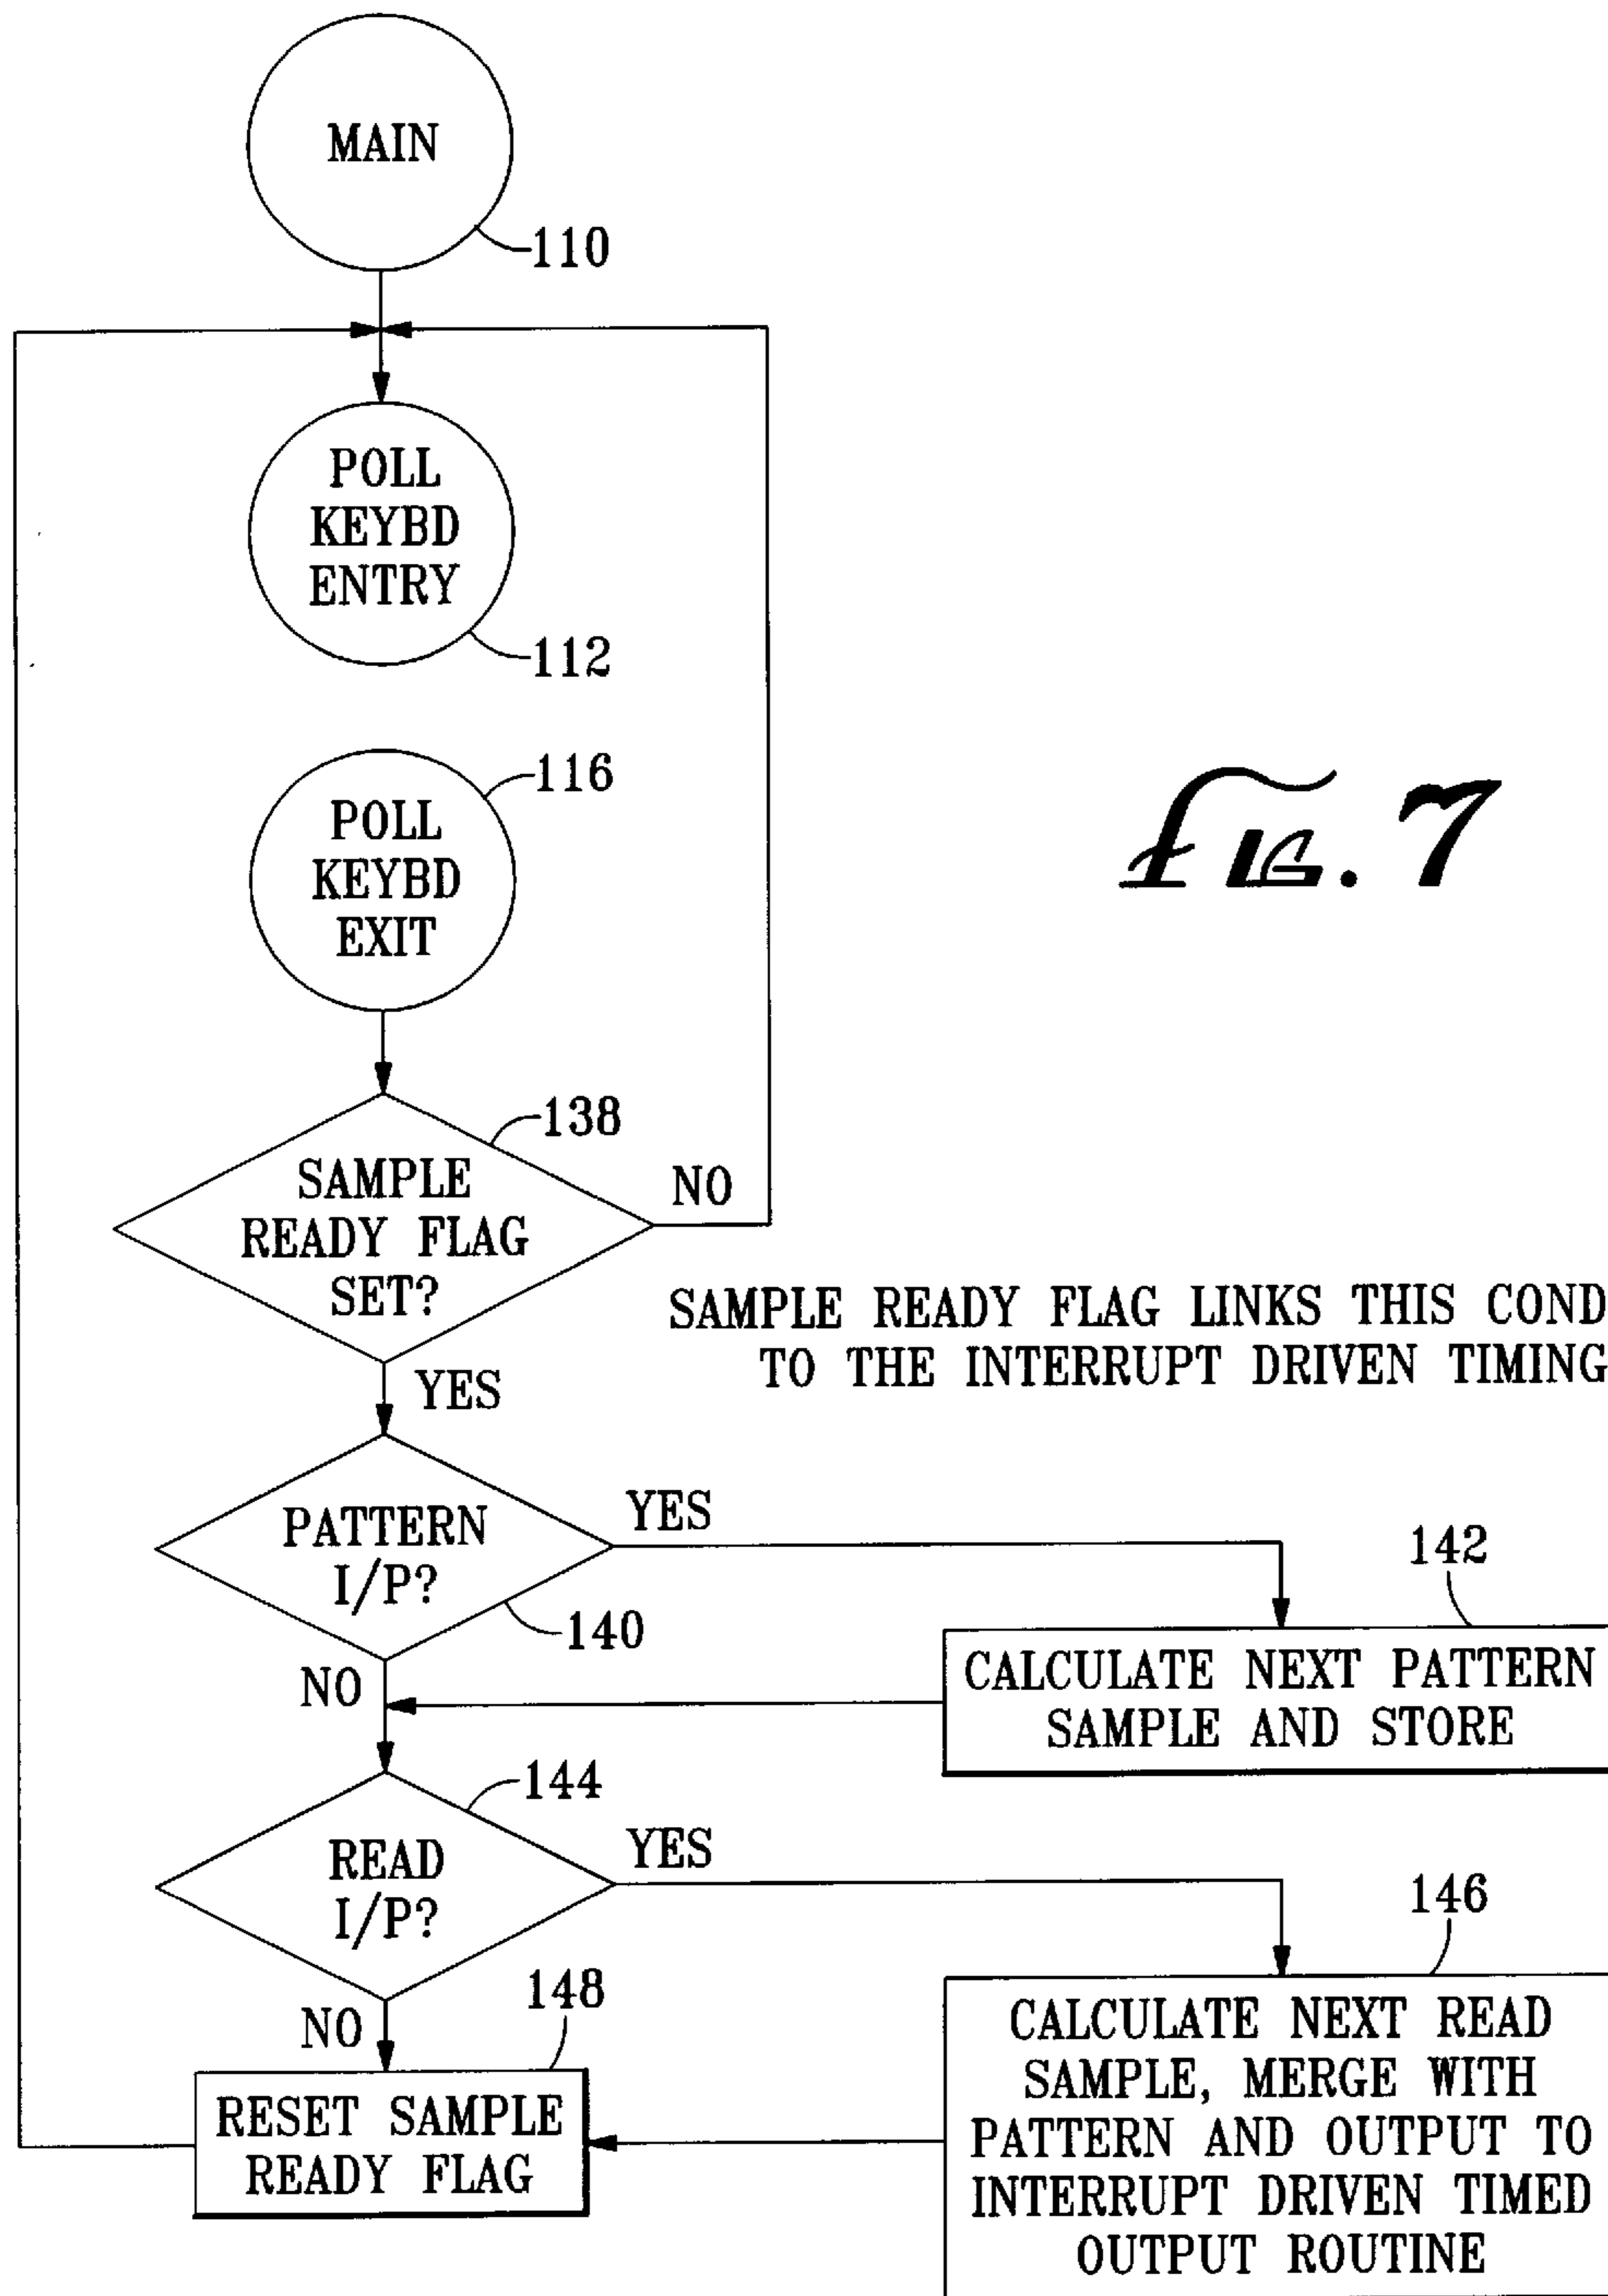 MAIN
110
POLL
KEYBD
ENTRY
112
116
POLL
KEYBD
EXIT
FIG. 7
138
SAMPLE
READY FLAG
SET?
NO
SAMPLE READY FLAG LINKS THIS COND
TO THE INTERRUPT DRIVEN TIMING
YES
PATTERN
I/P?
YES
140
142
NO
CALCULATE NEXT PATTERN
SAMPLE AND STORE
144
READ
I/P?
YES
146
NO
148
RESET SAMPLE
READY FLAG
CALCULATE NEXT READ
SAMPLE, MERGE WITH
PATTERN AND OUTPUT TO
INTERRUPT DRIVEN TIMED
OUTPUT ROUTINE